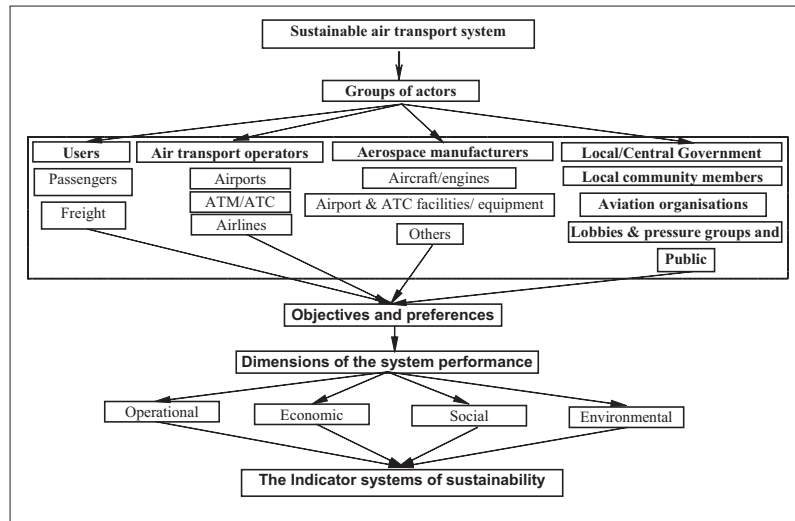 Sustainable air transport system
Groups of actors
Users
Passengers
Freight
Air transport operators
Airports
ATM/ATC
Airlines
Aerospace manufacturers
Aircraft/engines
Airport & ATC facilities/ equipment
Others
Local/Central Government
Local community members
Aviation organisations
Lobbies & pressure groups and
Public
Objectives and preferences
Dimensions of the system performance
Operational
Economic
Social
Environmental
The Indicator systems of sustainability